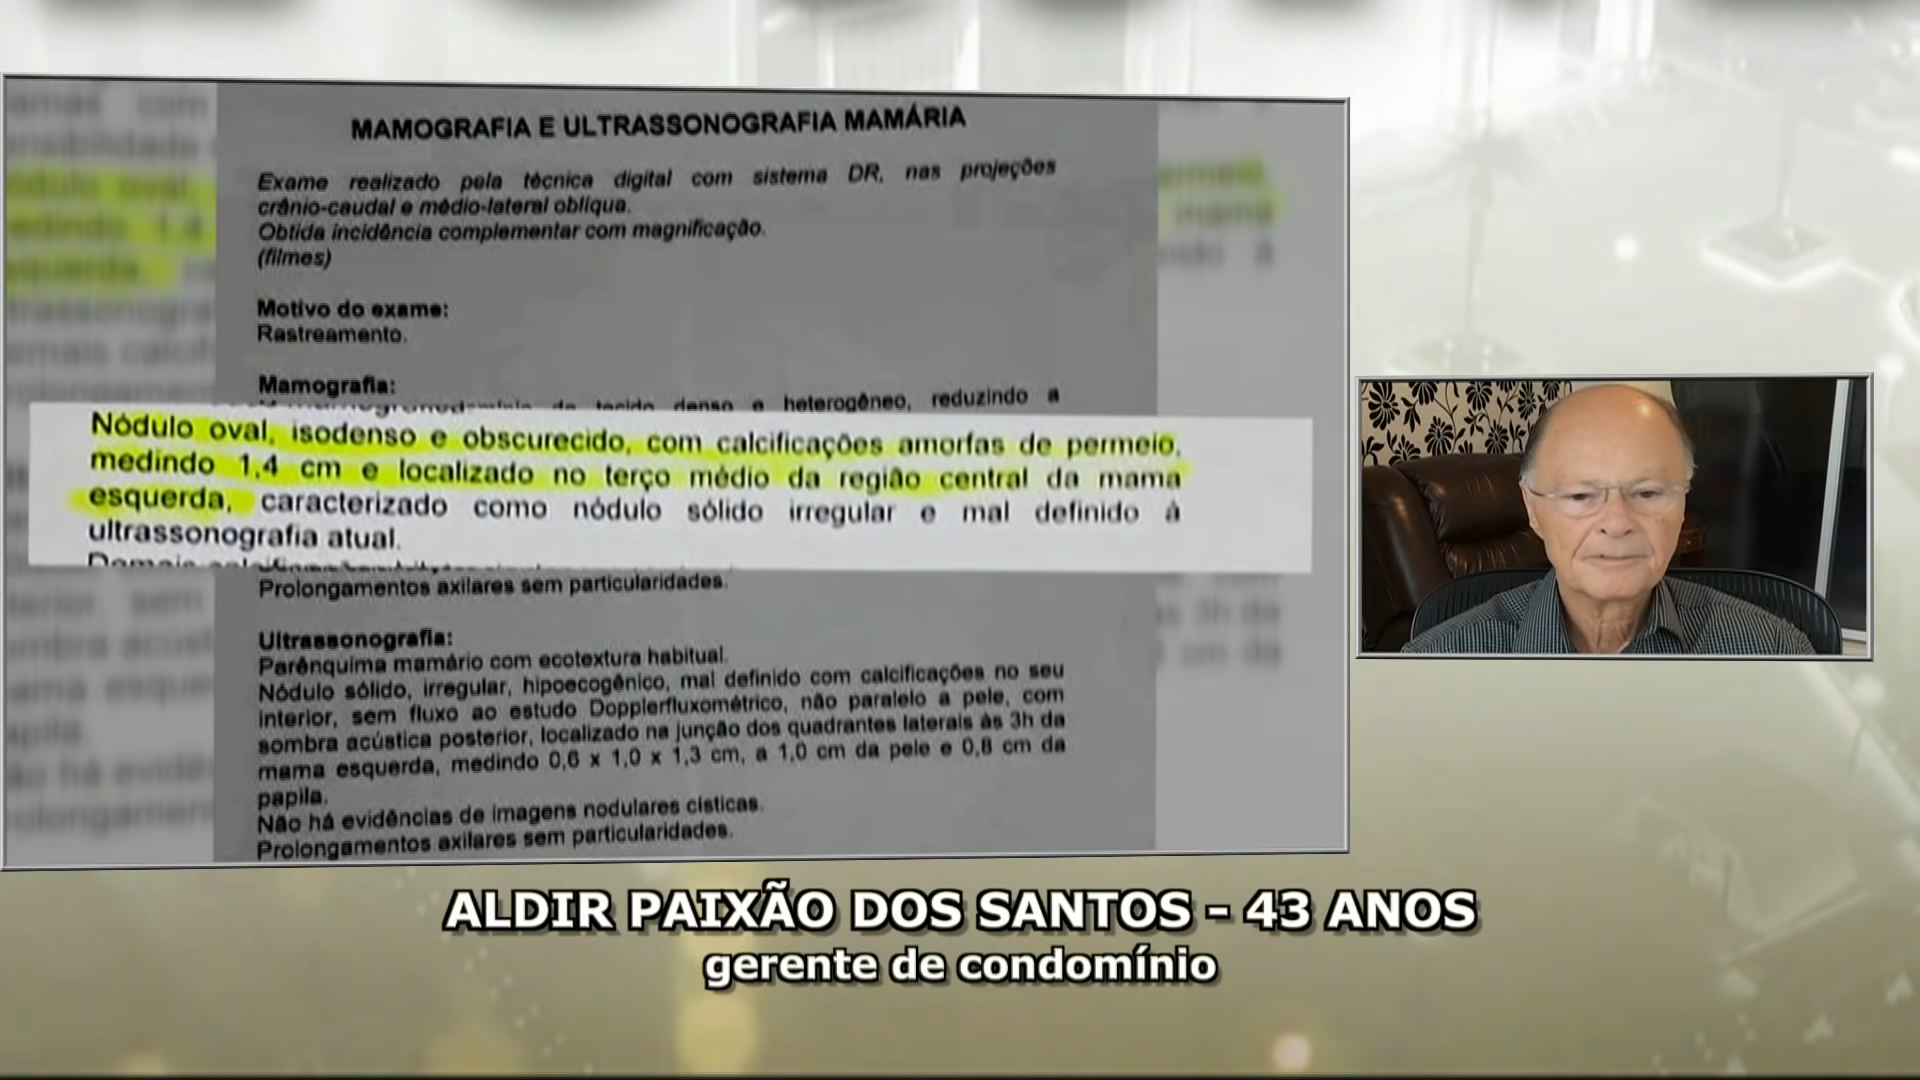 MAMOGRAFIA E ULTRASSONOGRAFIA MAMÁRIA
Exame realizado pela técnica digital com sistema DR, nas projeções
crânio-caudal e médio-lateral oblíqua.
Obtida incidência complementar com magnificação.
(filmes)
Motivo do exame:
Rastreamento.
Mamografia:
de tecido denso e heterogêneo, reduzindo a
Nódulo oval, isodenso e obscurecido, com calcificações amorfas de permeio,
medindo 1,4 cm e localizado no terço médio da região central da mama
esquerda, caracterizado como nódulo sólido irregular e mal definido à
ultrassonografia atual.
Prolongamentos axilares sem particularidades.
Ultrassonografia:
Parênquima mamário com ecotextura habitual.
Nódulo sólido, irregular, hipoecogênico, mal definido com calcificações no seu
interior, sem fluxo ao estudo Dopplerfluxométrico, não paralelo a pele, com
sombra acústica posterior, localizado na junção dos quadrantes laterais às 3h da
mama esquerda, medindo 0,6 x 1,0 x 1,3 cm, a 1,0 cm da pele e 0,8 cm da
papila.
Não há evidências de imagens nodulares císticas.
Prolongamentos axilares sem particularidades.
ALDIR PAIXÃO DOS SANTOS - 43 ANOS
gerente de condomínio